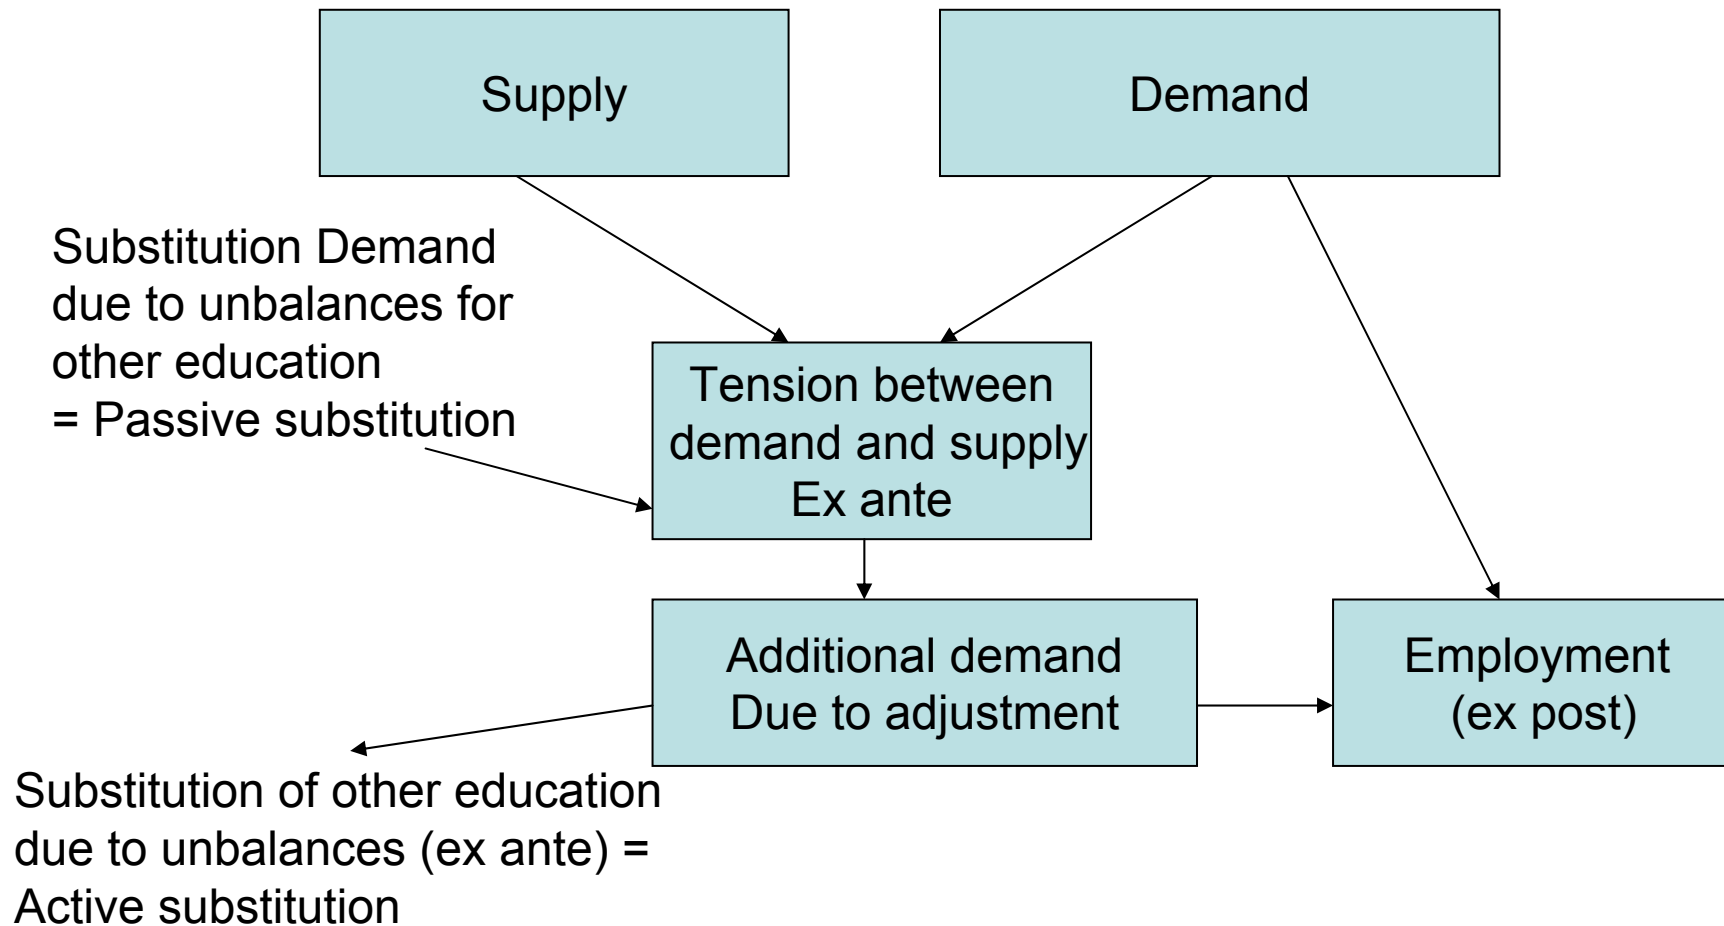 Supply
Demand
Substitution Demand
due to unbalances for
other education
= Passive substitution
Tension between
demand and supply
Ex ante
Additional demand
Due to adjustment
Employment
(ex post)
Substitution of other education
due to unbalances (ex ante) =
Active substitution